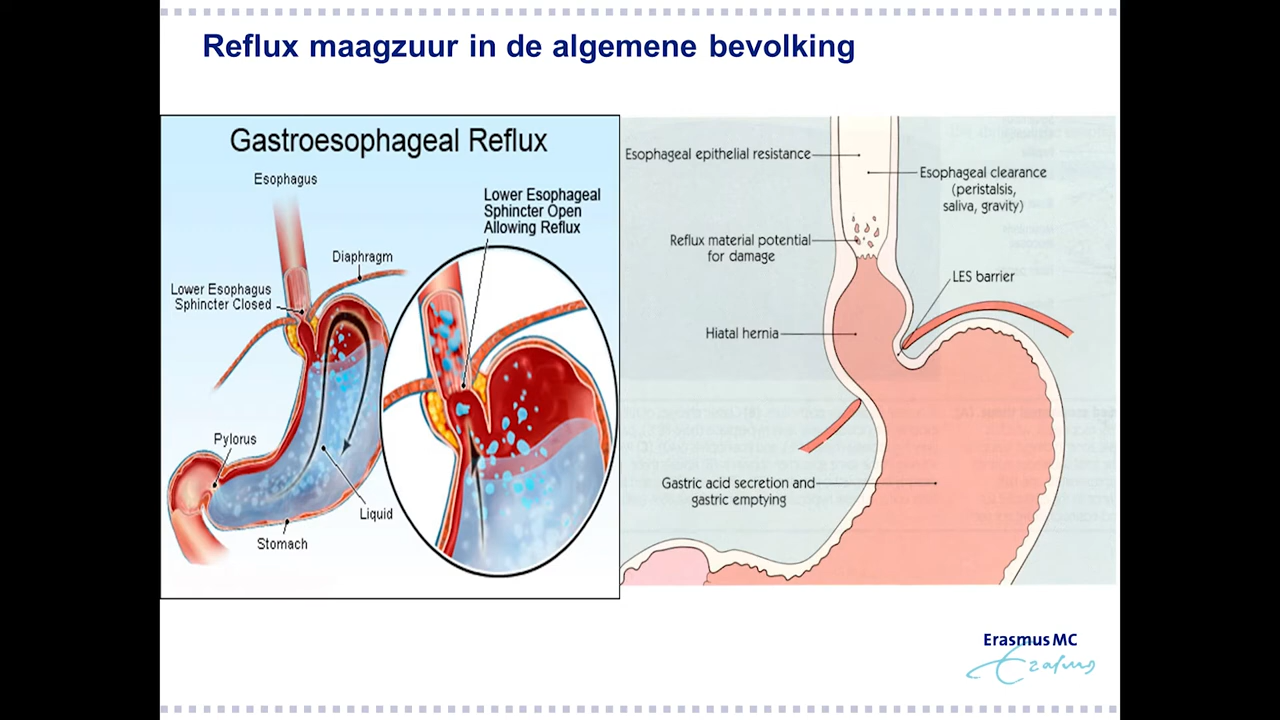 Reflux maagzuur in de algemene bevolking
Gastroesophageal Reflux
Esophagus
Lower Esophageal
Sphincter Open
Allowing Reflux
Diaphragm
Lower Esophagus
Sphincter Closed
Pylorus
Liquid
Stomach
Esophageal epithelial resistance
Esophageal clearance
(peristalsis,
saliva, gravity)
Reflux material potential
for damage
LES barrier
Hiatal hernia
Gastric acid secretion and
gastric emptying
Erasmus MC
Erasmus